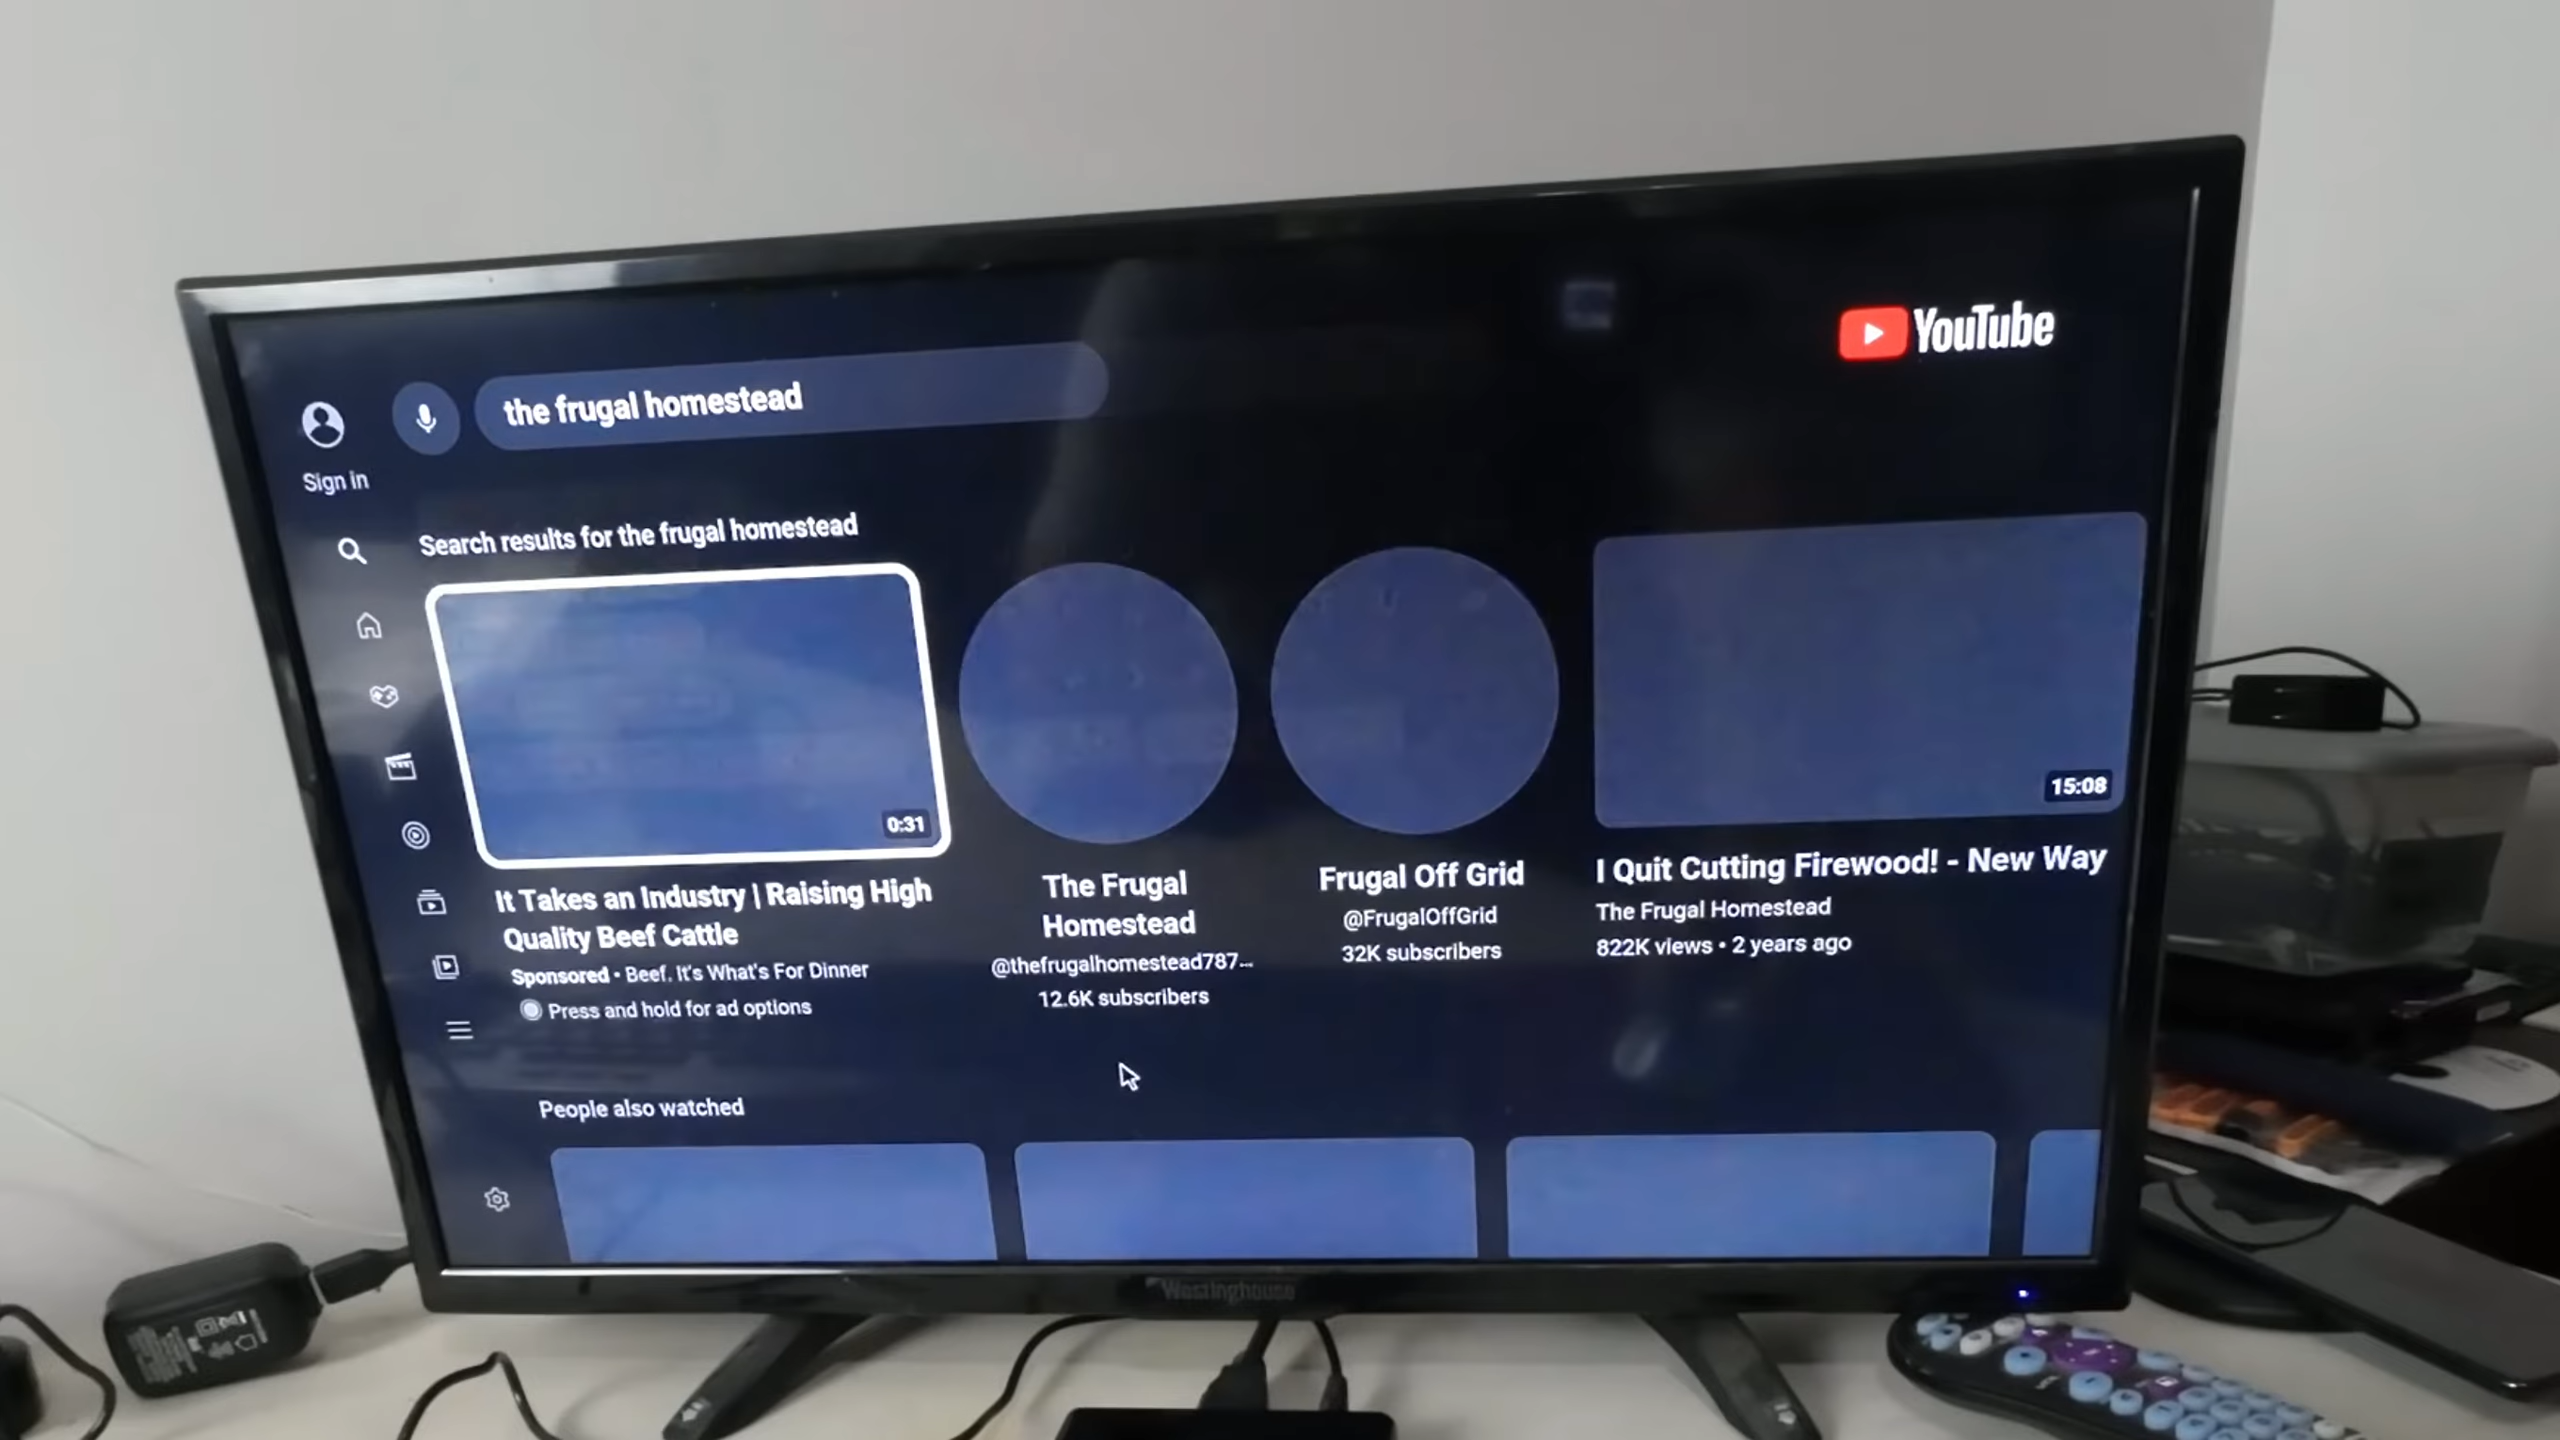 YouTube
the frugal homestead
Sign in
Search results for the frugal homestead
0:31
It Takes an Industry | Raising High
Quality Beef Cattle
Sponsored • Beef. It's What's For Dinner
Press and hold for ad options
The Frugal
Homestead
@thefrugalhomestead787...
12.6K subscribers
Frugal Off Grid
@FrugalOffGrid
32K subscribers
15:08
I Quit Cutting Firewood! - New Way
The Frugal Homestead
822K views • 2 years ago
People also watched
Westinghouse